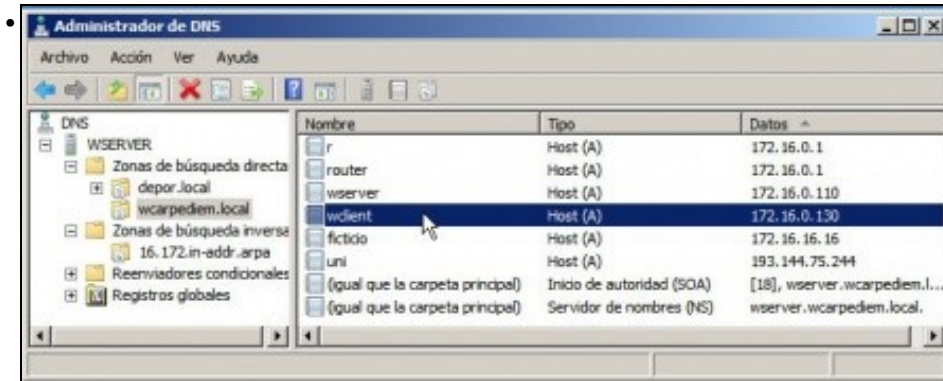 Administrador de DNS
Archivo Acción Ver Ayuda
DNS
WSERVER
Zonas de búsqueda directa
depor.local
wcarpediem.local
Zonas de búsqueda inversa
16.172.in-addr.arpa
Reenviadores condicionales
Registros globales
Nombre Tipo Datos
r Host (A) 172.16.0.1
router Host (A) 172.16.0.1
wserver Host (A) 172.16.0.110
wclient Host (A) 172.16.0.130
ficticio Host (A) 172.16.16.16
uni Host (A) 193.144.75.244
(igual que la carpeta principal) Inicio de autoridad (SOA) [18], wserver.wcarpediem.l...
(igual que la carpeta principal) Servidor de nombres (NS) wserver.wcarpediem.local.